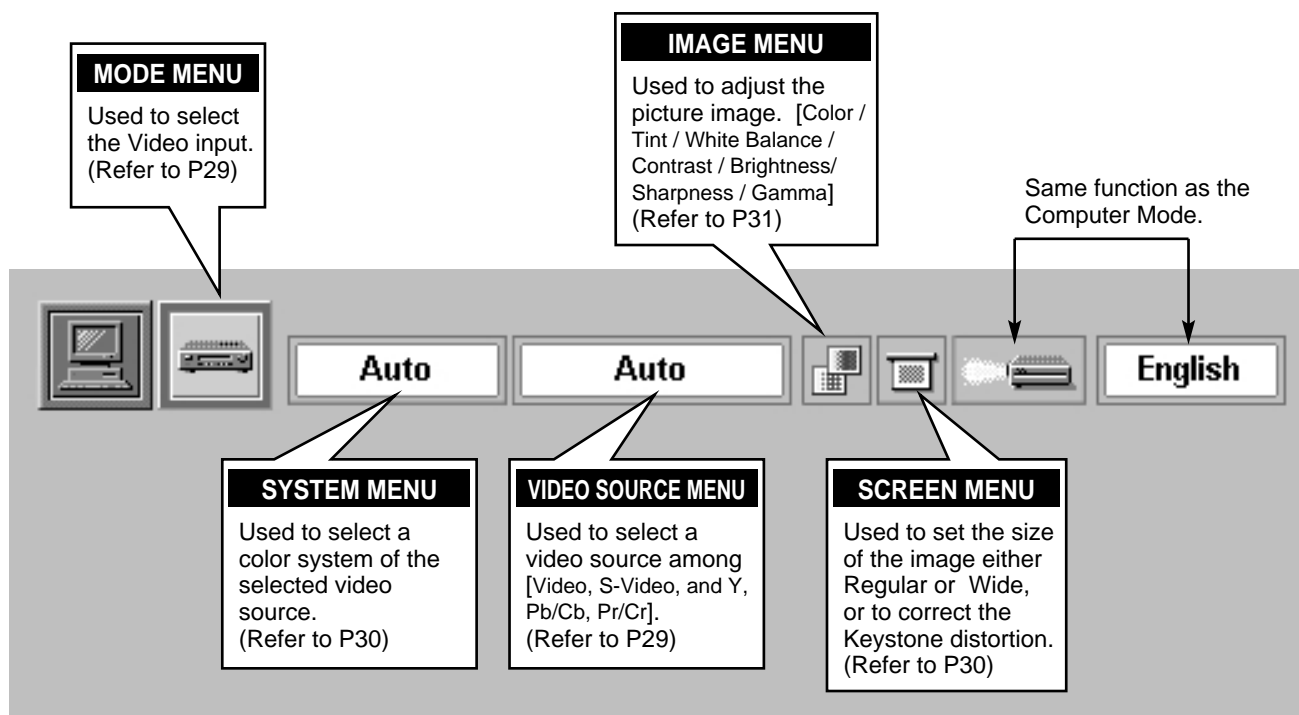 MODE MENU
Used to select
the Video input.
(Refer to P29)
IMAGE MENU
Used to adjust the
picture image. [Color /
Tint / White Balance /
Contrast / Brightness/
Sharpness / Gamma]
(Refer to P31)
Same function as the
Computer Mode.
Auto
Auto
English
SYSTEM MENU
Used to select a
color system of the
selected video
source.
(Refer to P30)
VIDEO SOURCE MENU
Used to select a
video source among
[Video, S-Video, and Y,
Pb/Cb, Pr/Cr].
(Refer to P29)
SCREEN MENU
Used to set the size
of the image either
Regular or Wide,
or to correct the
Keystone distortion.
(Refer to P30)